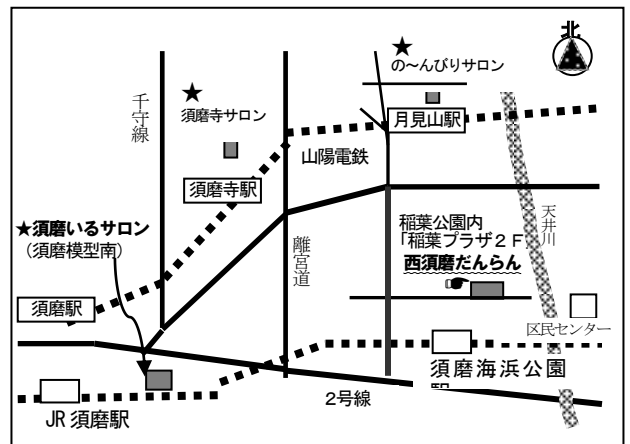 北
★
の～んびりサロン
★
須磨寺サロン
千守線
月見山駅
山陽電鉄
須磨寺駅
★須磨いるサロン
（須磨模型南）
離宮道
稲葉公園内
「稲葉プラザ２Ｆ
西須磨だんらん
天井川
須磨駅
区民センター
須磨海浜公園
駅
２号線
JR 須磨駅